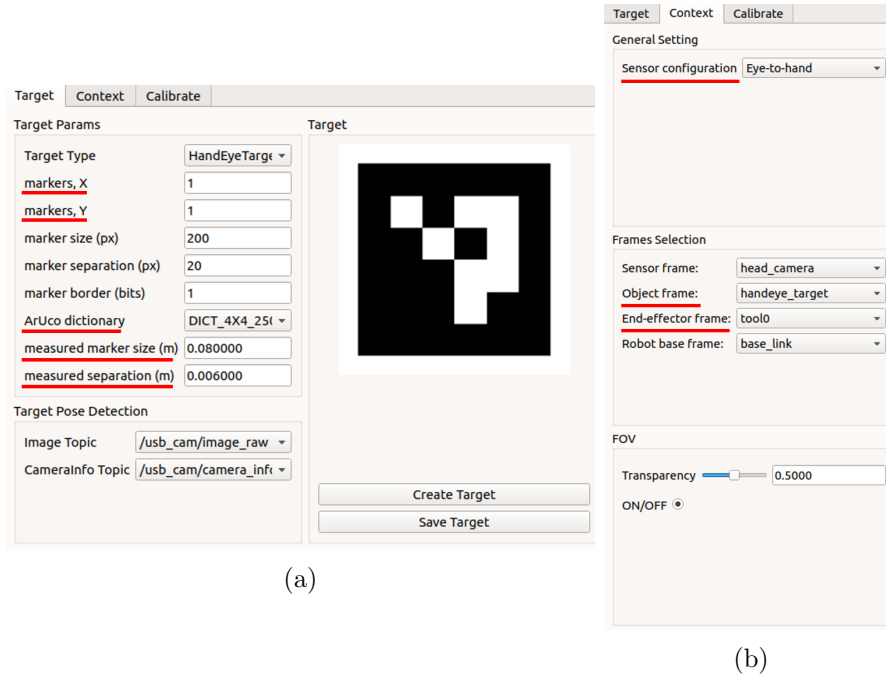 Target Context Calibrate
Target Params
Target Type HandEyeTarge
markers, X 1
markers, Y 1
marker size (px) 200
marker separation (px) 20
marker border (bits) 1
ArUco dictionary DICT_4X4_25(
measured marker size (m) 0.080000
measured separation (m) 0.006000
Target Pose Detection
Image Topic /usb_cam/image_raw
CameraInfo Topic /usb_cam/camera_info
Target
Create Target
Save Target
(a)
Target Context Calibrate
General Setting
Sensor configuration Eye-to-hand
Frames Selection
Sensor frame: head_camera
Object frame: handeye_target
End-effector frame: tool0
Robot base frame: base_link
FOV
Transparency 0.5000
ON/OFF
(b)